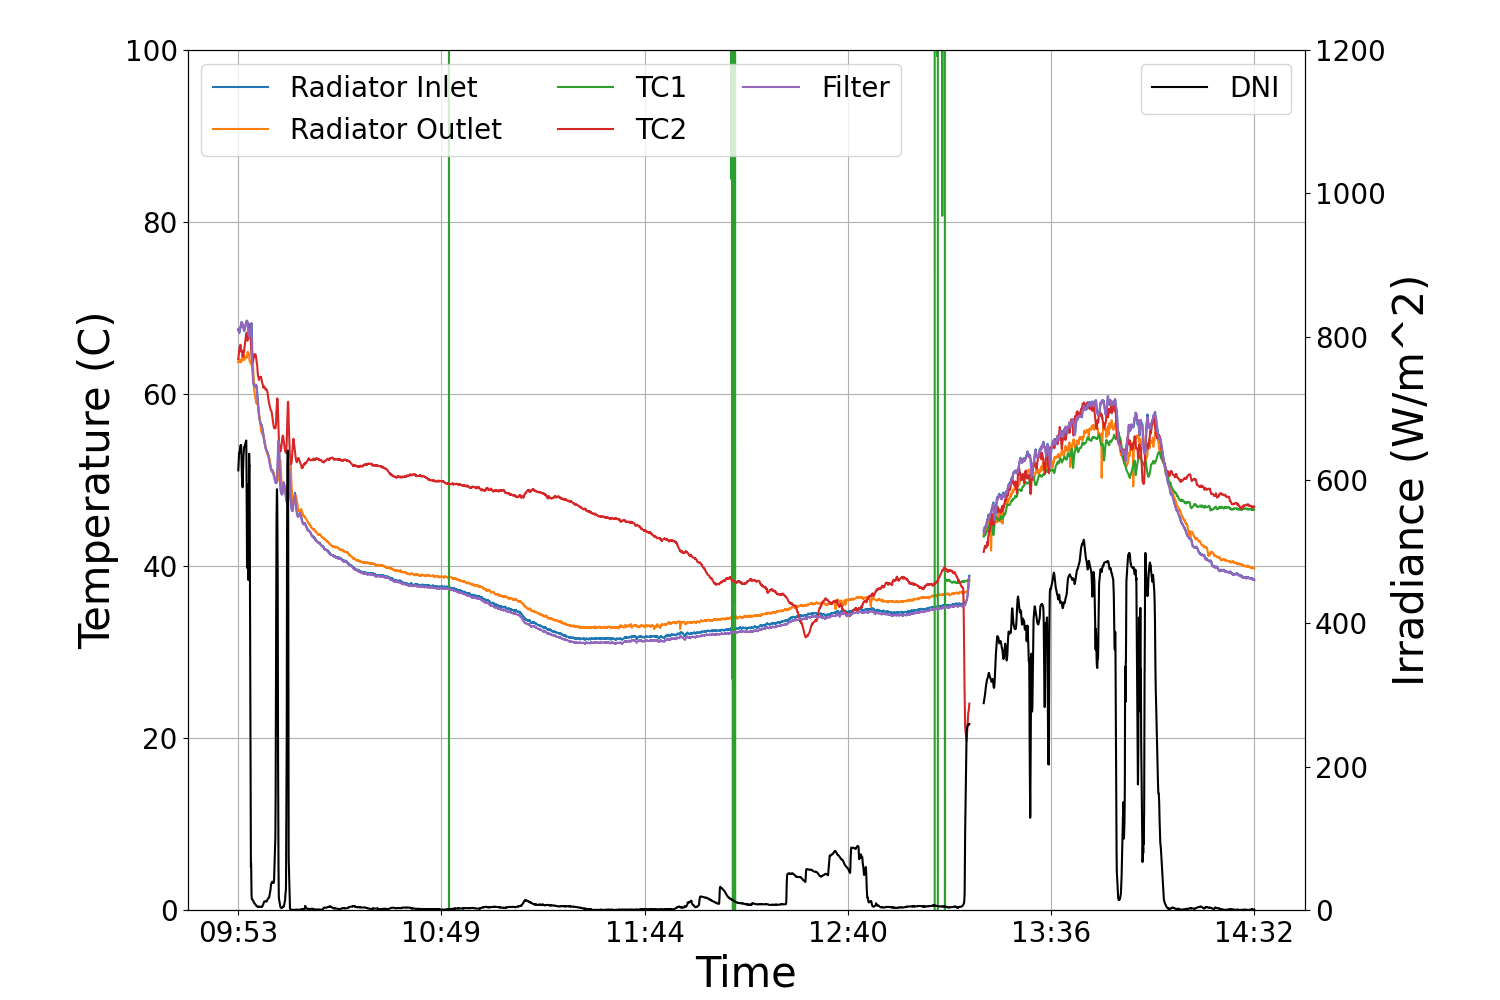 100
80
60
40
20
0
Temperature (C)
Radiator Inlet
Radiator Outlet
TC1
TC2
Filter
DNI
1200
1000
800
600
400
200
0
Irradiance (W/m^2)
09:53
10:49
11:44
12:40
13:36
14:32
Time